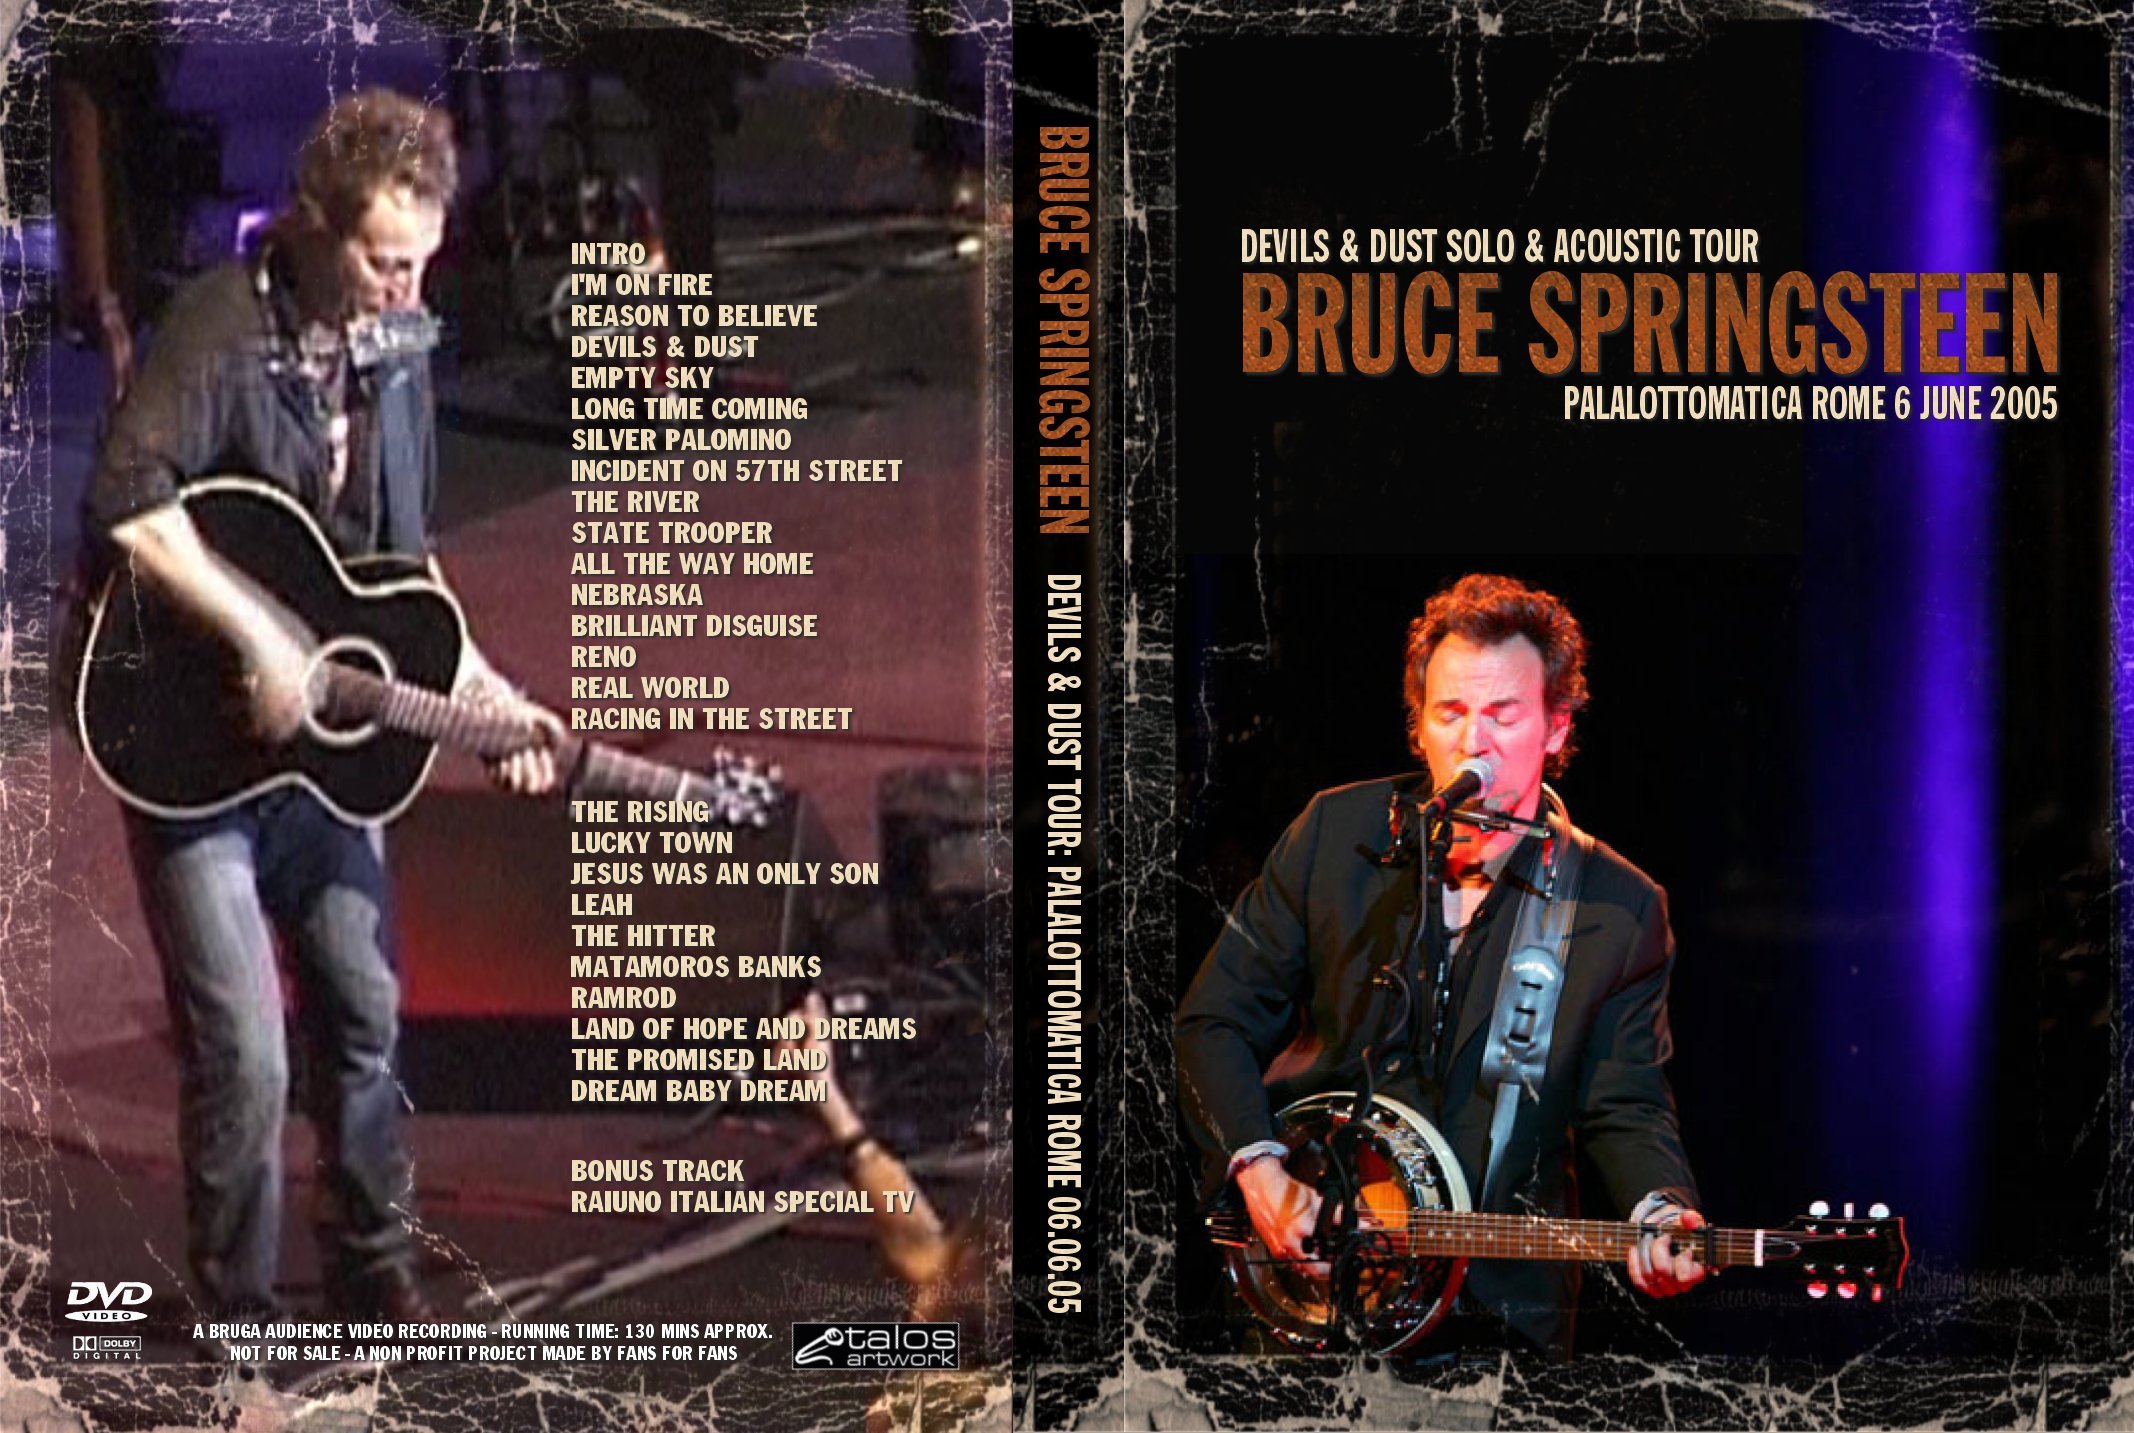 INTRO
I'M ON FIRE
REASON TO BELIEVE
DEVILS & DUST
EMPTY SKY
LONG TIME COMING
SILVER PALOMINO
INCIDENT ON 57TH STREET
THE RIVER
STATE TROOPER
ALL THE WAY HOME
NEBRASKA
BRILLIANT DISGUISE
RENO
REAL WORLD
RACING IN THE STREET
THE RISING
LUCKY TOWN
JESUS WAS AN ONLY SON
LEAH
THE HITTER
MATAMOROS BANKS
RAMROD
LAND OF HOPE AND DREAMS
THE PROMISED LAND
DREAM BABY DREAM
BONUS TRACK
RAIUNO ITALIAN SPECIAL TV
DVD
VIDEO
DOLBY
DIGITAL
A BRUGA AUDIENCE VIDEO RECORDING - RUNNING TIME: 130 MINS APPROX.
NOT FOR SALE - A NON PROFIT PROJECT MADE BY FANS FOR FANS
talos
artwork
BRUCE SPRINGSTEEN DEVILS & DUST TOUR: PALALOTTOMATICA ROME 06.06.05
DEVILS & DUST SOLO & ACOUSTIC TOUR
BRUCE SPRINGSTEEN
PALALOTTOMATICA ROME 6 JUNE 2005